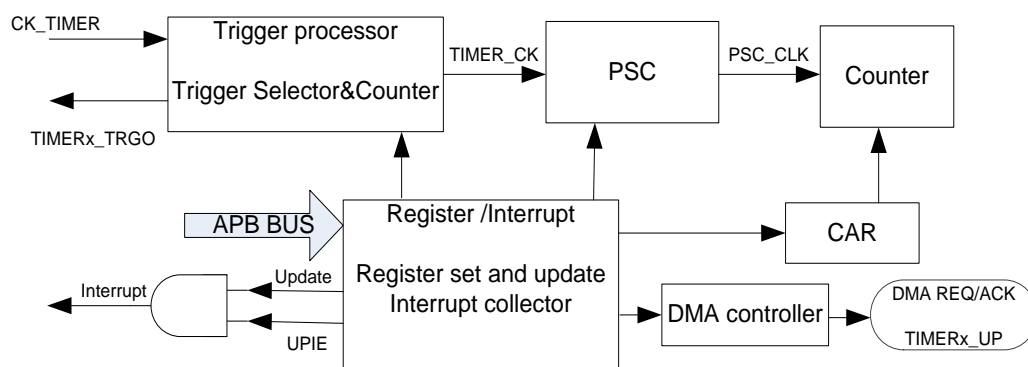 CK_TIMER
TIMERx_TRGO
Trigger processor
Trigger Selector&Counter
TIMER_CK
PSC
PSC_CLK
Counter
APB BUS
Register /Interrupt
Register set and update
Interrupt collector
CAR
Interrupt
Update
UPIE
DMA controller
DMA REQ/ACK
TIMERx_UP